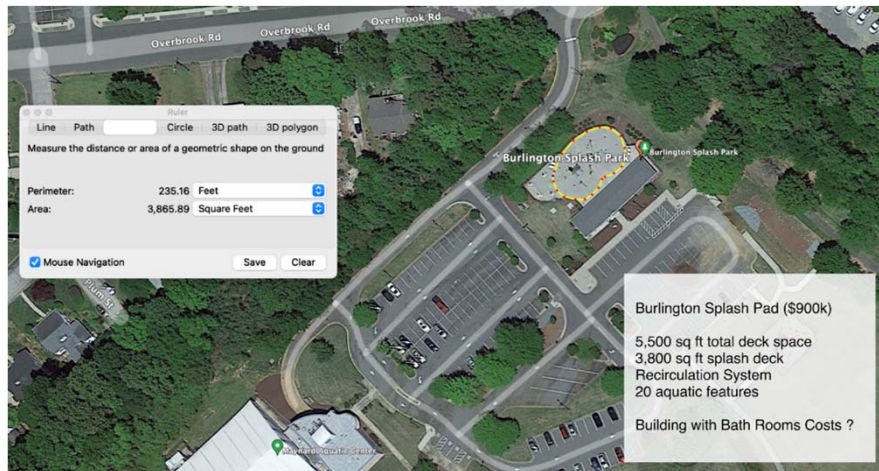 Overbrook Rd
Overbrook Rd
Overbrook Rd
Ruler
Line Path Circle 3D path 3D polygon
Measure the distance or area of a geometric shape on the ground
Perimeter: 235.16 Feet
Area: 3,865.89 Square Feet
Mouse Navigation Save Clear
Burlington Splash Park
Burlington Splash Park
Plum St
Maynard Aquatic Center
Burlington Splash Pad ($900k)
5,500 sq ft total deck space
3,800 sq ft splash deck
Recirculation System
20 aquatic features
Building with Bath Rooms Costs ?